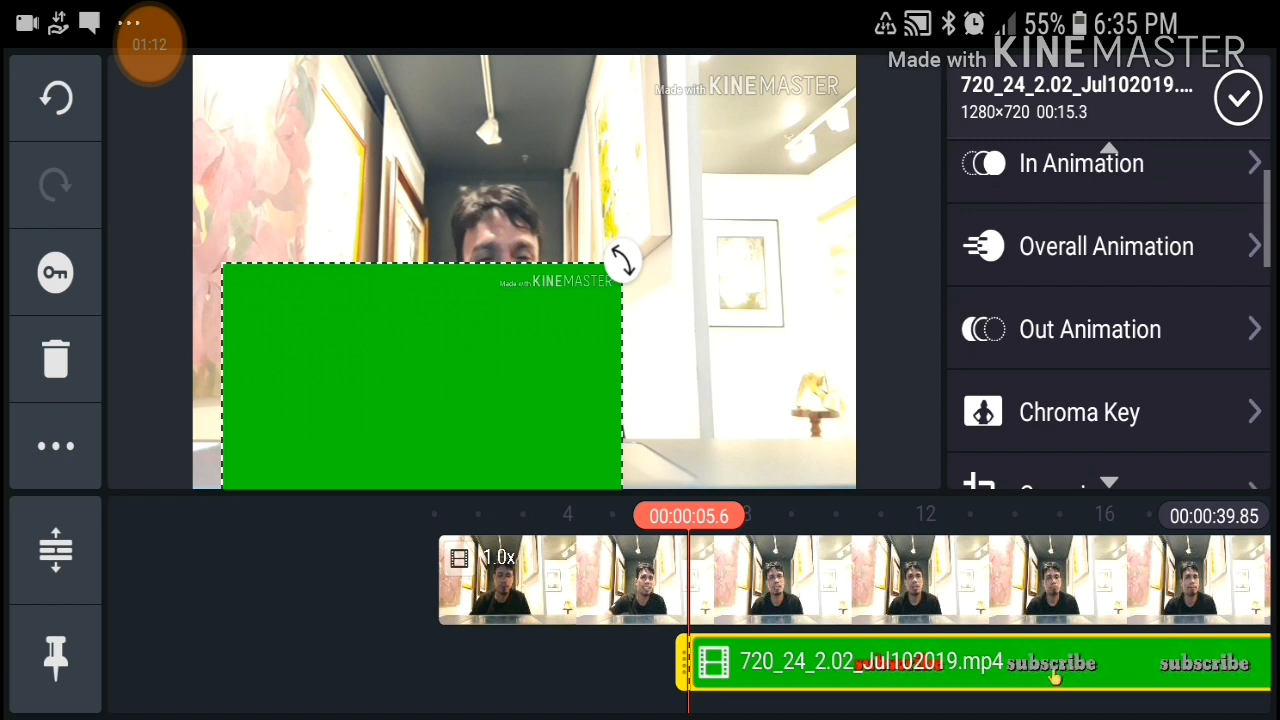 55% 6:35 PM
01:12
Made with KINEMASTER
Made with KINEMASTER
720_24_2.02_Jul102019....
1280×720 00:15.3
In Animation
Overall Animation
Out Animation
Chroma Key
Made with KINEMASTER
4
12
16
00:00:05.6
8
00:00:39.85
1.0x
720_24_2.02_Jul102019.mp4
subscribe
subscribe